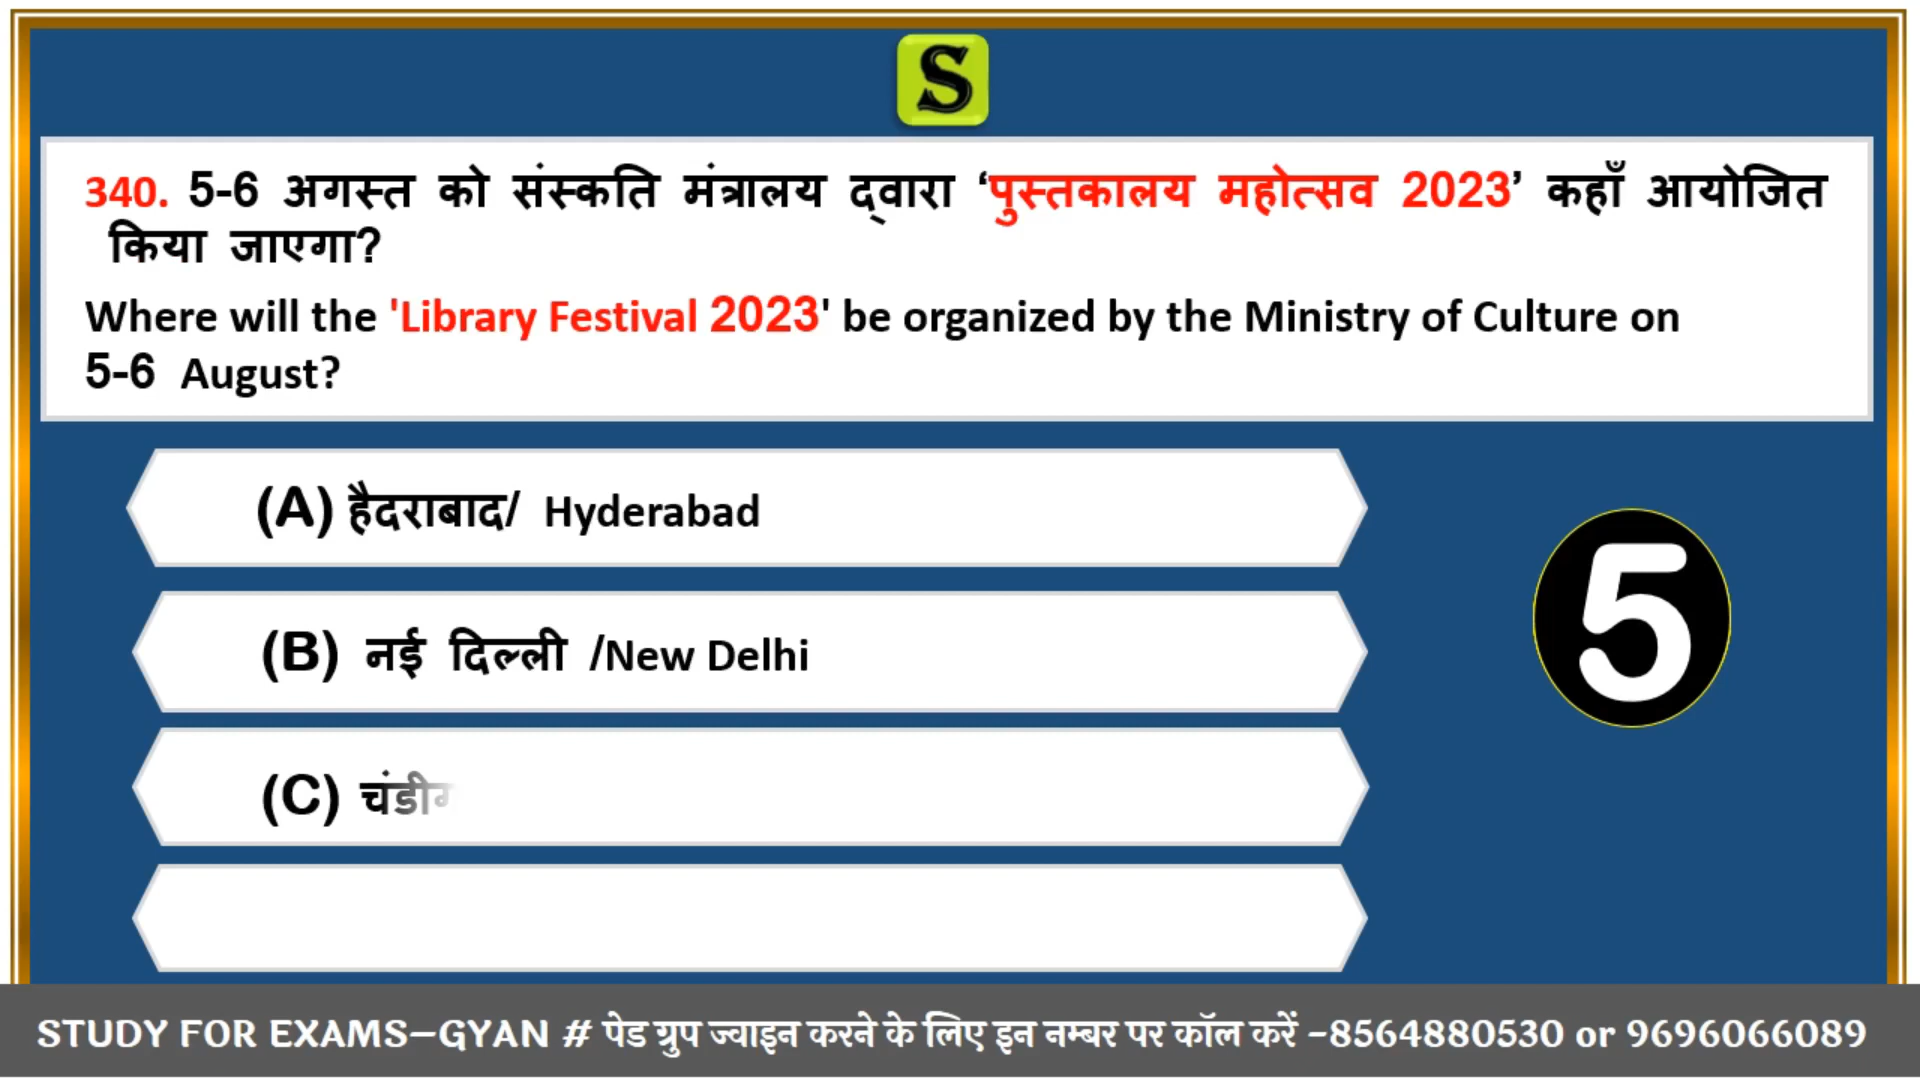 S
340. 5-6 अगस्त को संस्कति मंत्रालय द्वारा ‘पुस्तकालय महोत्सव 2023’ कहाँ आयोजित
किया जाएगा?
Where will the 'Library Festival 2023' be organized by the Ministry of Culture on
5-6 August?
(A) हैदराबाद/ Hyderabad
5
(B) नई दिल्ली /New Delhi
(C)
STUDY FOR EXAMS–GYAN # पेड ग्रुप ज्वाइन करने के लिए इन नम्बर पर कॉल करें -8564880530 or 9696066089